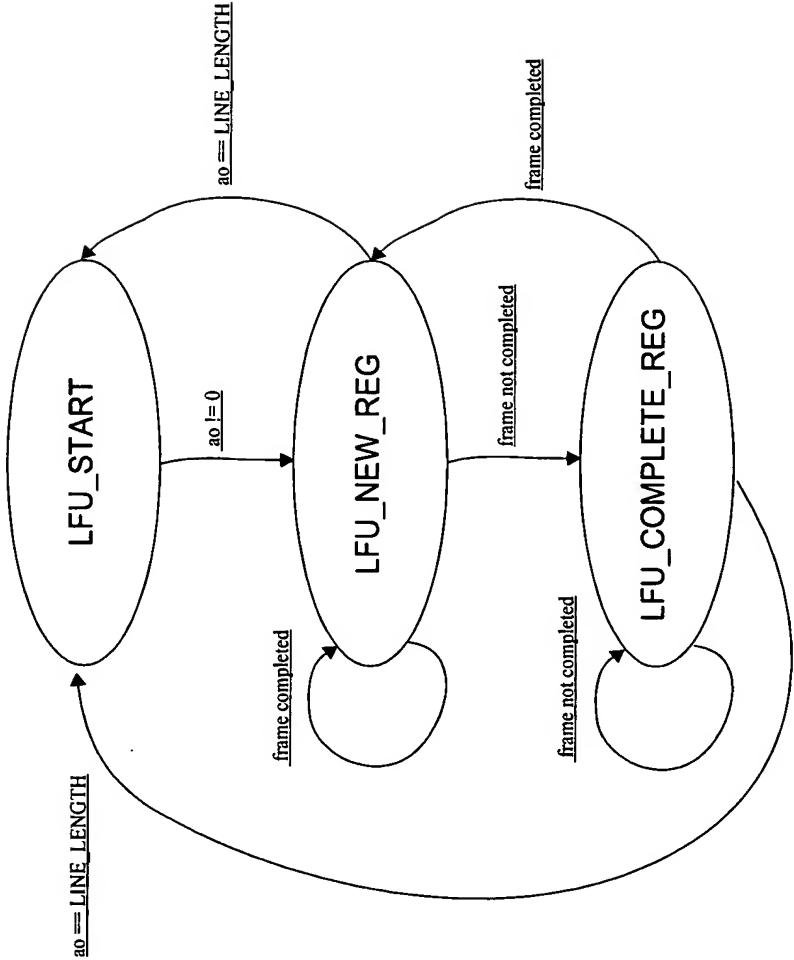 ao == LINE_LENGTH
LFU_START
ao == LINE_LENGTH
ao != 0
frame completed
LFU_NEW_REG
frame completed
frame not completed
frame not completed
LFU_COMPLETE_REG